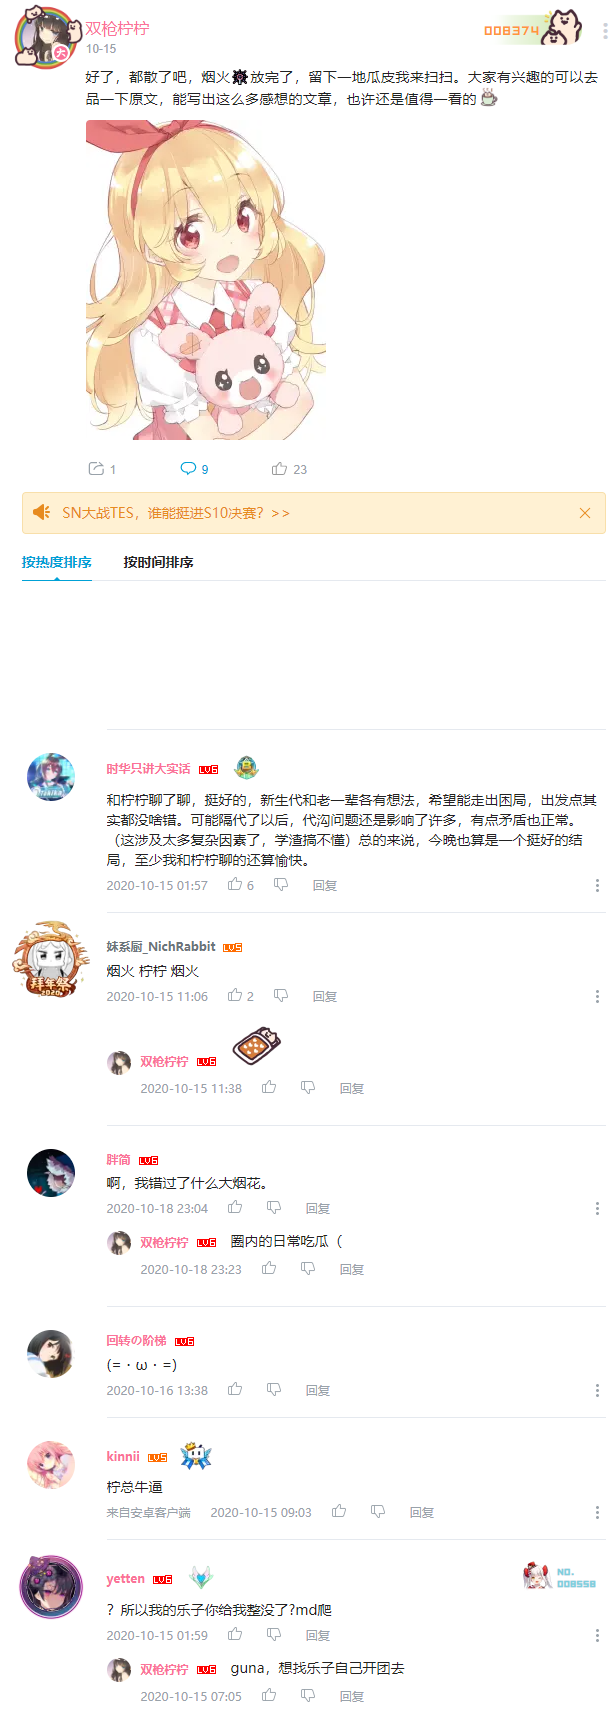 双枪柠柠
008374
10-15
好了，都散了吧，烟火放完了，留下一地瓜皮我来扫扫。大家有兴趣的可以去
品一下原文，能写出这么多感想的文章，也许还是值得一看的
1 9 23
SN大战TES，谁能挺进S10决赛？>>
按热度排序 按时间排序
时华只讲大实话 LV6
和柠柠聊了聊，挺好的，新生代和老一辈各有想法，希望能走出困局，出发点其
实都没啥错。可能隔代了以后，代沟问题还是影响了许多，有点矛盾也正常。
（这涉及太多复杂因素了，学渣搞不懂）总的来说，今晚也算是一个挺好的结
局，至少我和柠柠聊的还算愉快。
2020-10-15 01:57 6 回复
妹系厨_NichRabbit LV5
烟火 柠柠 烟火
2020-10-15 11:06 2 回复
拜年祭
2020
双枪柠柠 LV6
2020-10-15 11:38 回复
胖简 LV6
啊，我错过了什么大烟花。
2020-10-18 23:04 回复
双枪柠柠 LV6 圈内的日常吃瓜（
2020-10-18 23:23 回复
回转の阶梯 LV6
(=・ω・=)
2020-10-16 13:38 回复
kinnii LV5
柠总牛逼
来自安卓客户端 2020-10-15 09:03 回复
yetten LV6
NO.
008558
？所以我的乐子你给我整没了?md爬
2020-10-15 01:59 回复
双枪柠柠 LV6 guna，想找乐子自己开团去
2020-10-15 07:05 回复